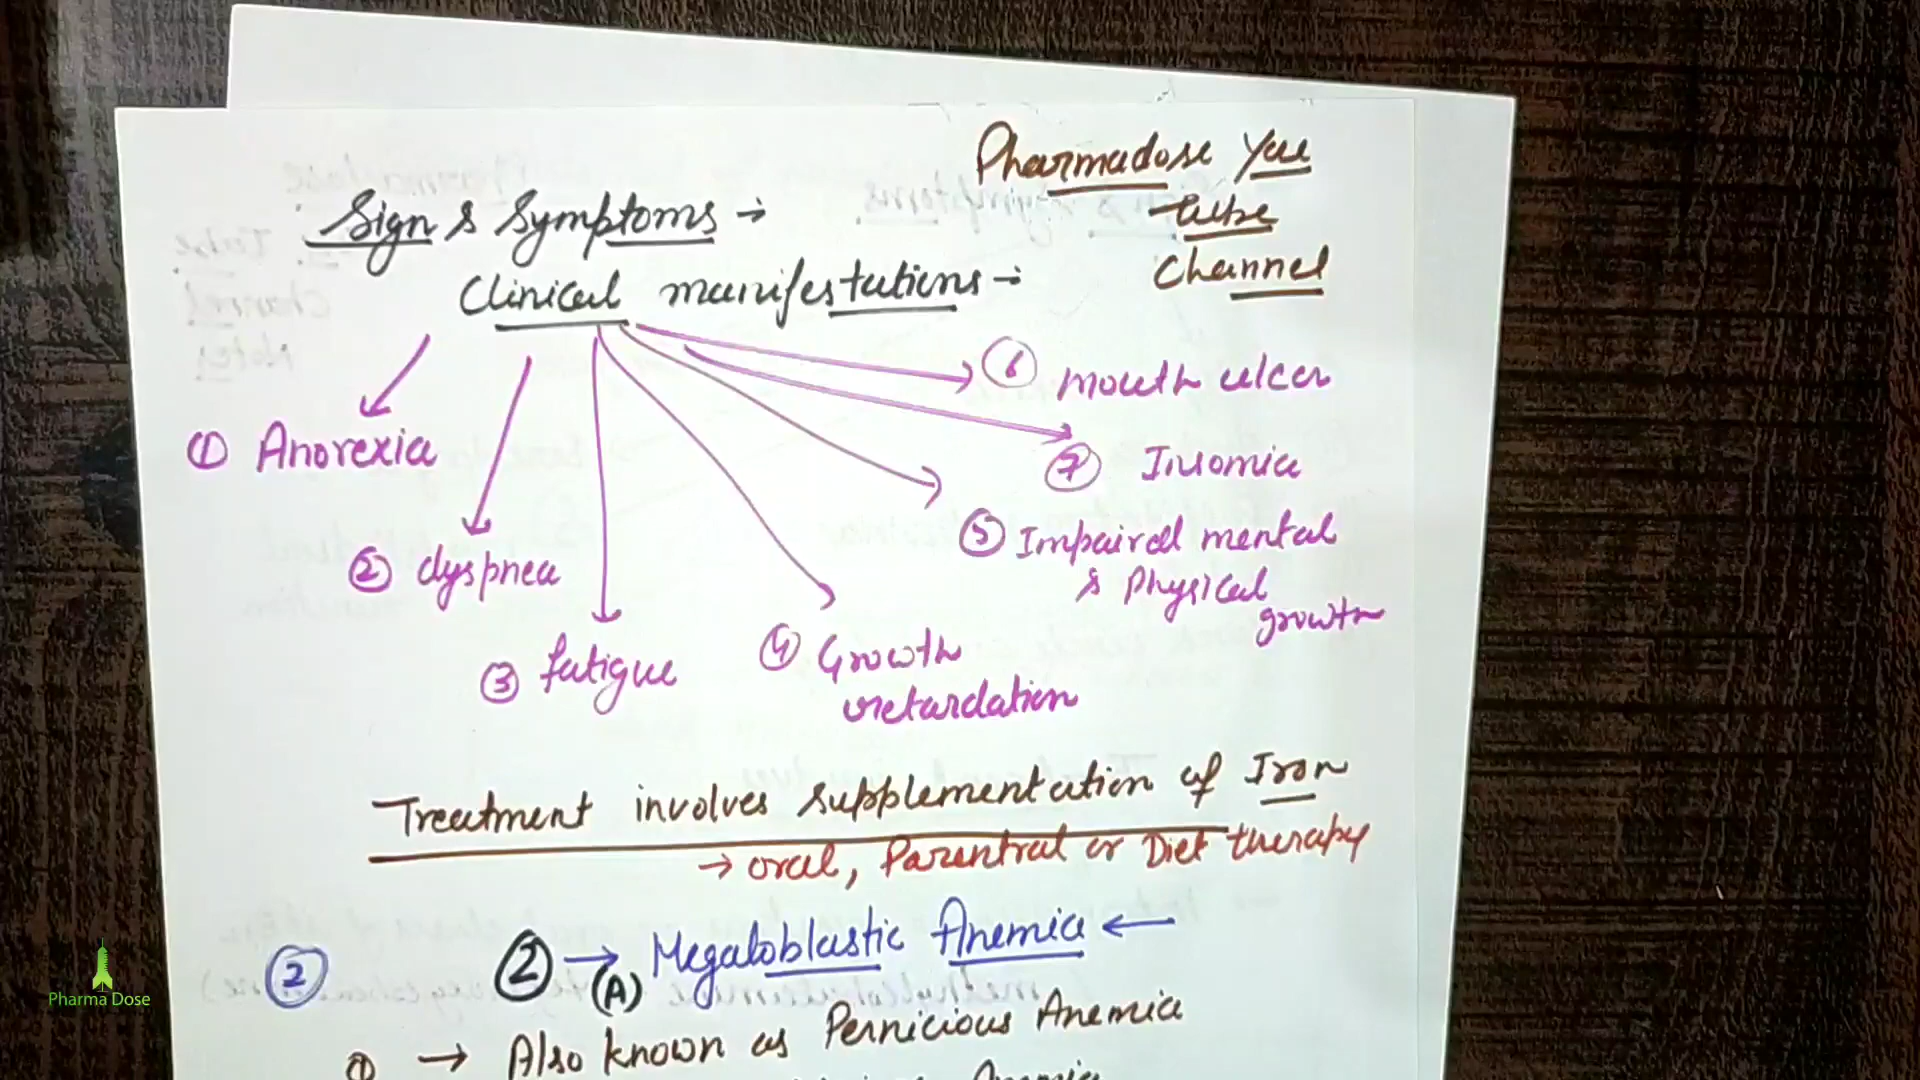 Pharmadose You
tube
Channel
Sign & Symptoms →
Clinical manifestations →
① Anorexia
② dyspnea
③ fatigue
④ Growth
retardation
⑤ Impaired mental
& Physical
growth
⑥ mouth ulcer
⑦ Insomia
Treatment involves supplementation of Iron
→ oral, Parentral or Diet therapy
② ② → (A) Megaloblastic Anemia ←
① → Also known as Pernicious Anemia
Anemia
Pharma Dose